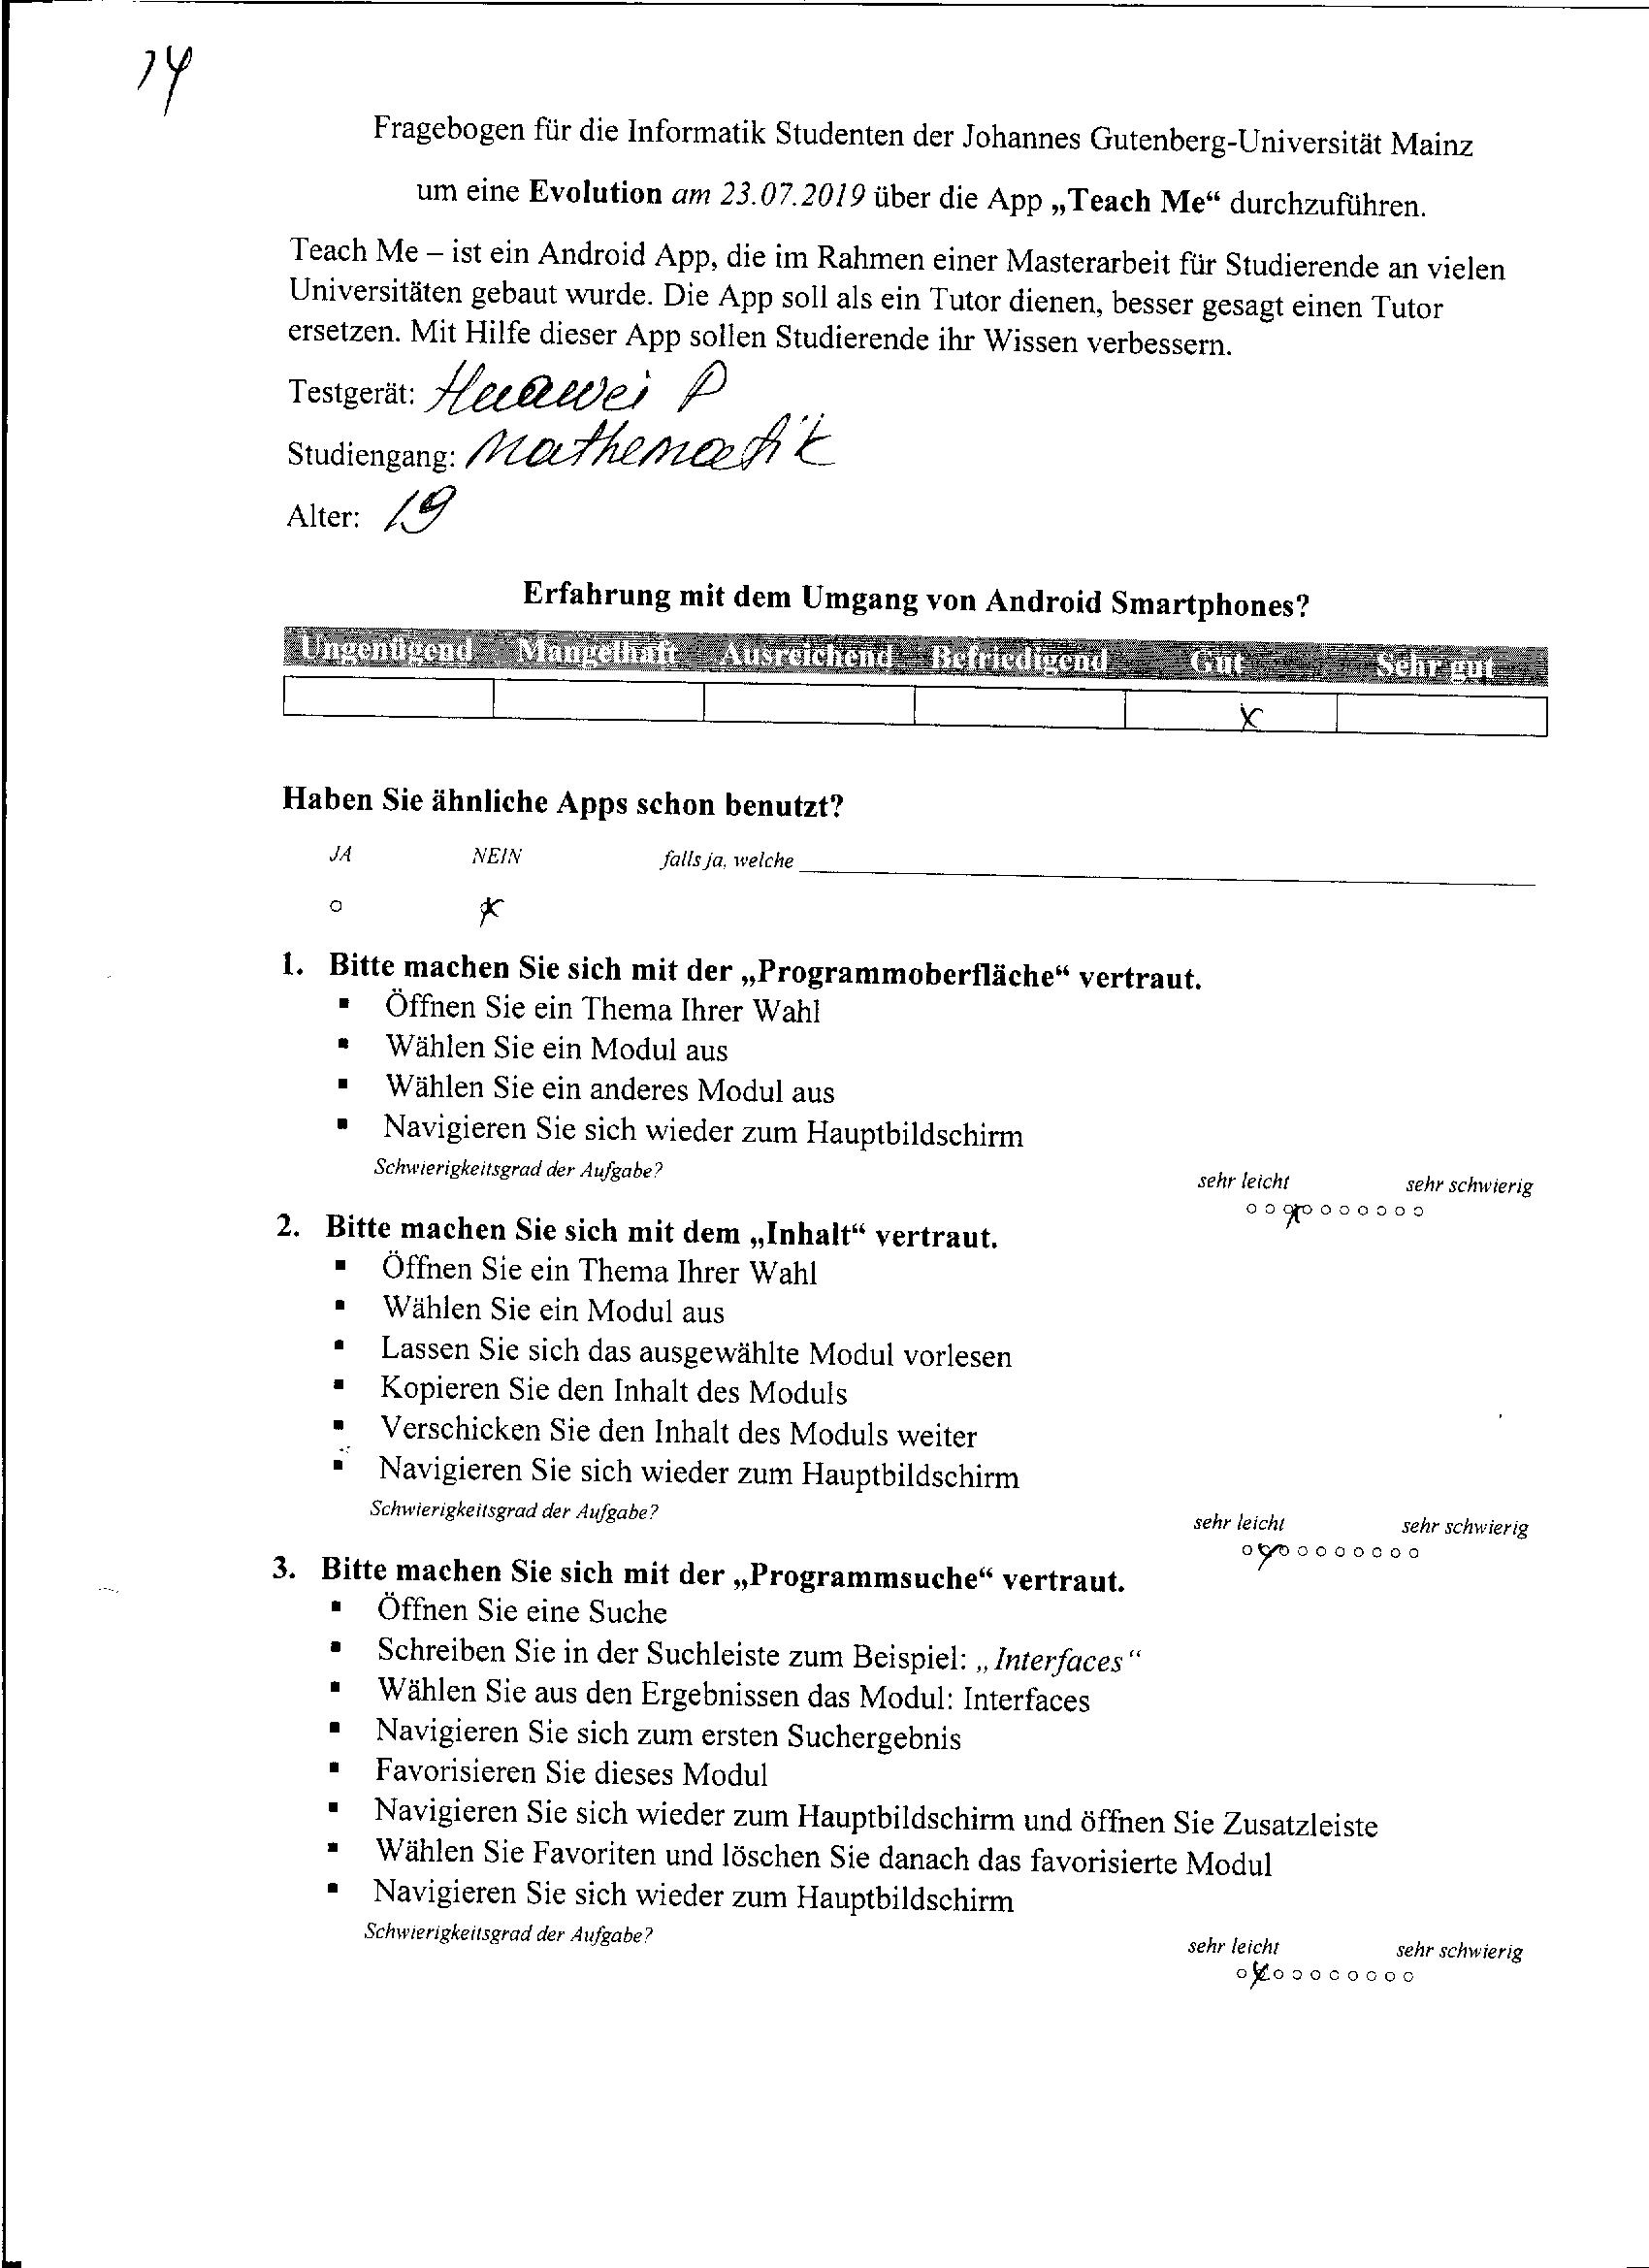 14
Fragebogen für die Informatik Studenten der Johannes Gutenberg-Universität Mainz
um eine Evolution am 23.07.2019 über die App „Teach Me“ durchzuführen.
Teach Me – ist ein Android App, die im Rahmen einer Masterarbeit für Studierende an vielen
Universitäten gebaut wurde. Die App soll als ein Tutor dienen, besser gesagt einen Tutor
ersetzen. Mit Hilfe dieser App sollen Studierende ihr Wissen verbessern.
Testgerät: Huawei P
Studiengang: Mathematik
Alter: 19
Erfahrung mit dem Umgang von Android Smartphones?
Ungenügend Mangelhaft Ausreichend Befriedigend Gut Sehr gut
x
Haben Sie ähnliche Apps schon benutzt?
JA NEIN falls ja, welche
x
1. Bitte machen Sie sich mit der „Programmoberfläche“ vertraut.
▪ Öffnen Sie ein Thema Ihrer Wahl
▪ Wählen Sie ein Modul aus
▪ Wählen Sie ein anderes Modul aus
▪ Navigieren Sie sich wieder zum Hauptbildschirm
Schwierigkeitsgrad der Aufgabe? sehr leicht sehr schwierig
2. Bitte machen Sie sich mit dem „Inhalt“ vertraut.
▪ Öffnen Sie ein Thema Ihrer Wahl
▪ Wählen Sie ein Modul aus
▪ Lassen Sie sich das ausgewählte Modul vorlesen
▪ Kopieren Sie den Inhalt des Moduls
▪ Verschicken Sie den Inhalt des Moduls weiter
▪ Navigieren Sie sich wieder zum Hauptbildschirm
Schwierigkeitsgrad der Aufgabe? sehr leicht sehr schwierig
3. Bitte machen Sie sich mit der „Programmsuche“ vertraut.
▪ Öffnen Sie eine Suche
▪ Schreiben Sie in der Suchleiste zum Beispiel: „Interfaces“
▪ Wählen Sie aus den Ergebnissen das Modul: Interfaces
▪ Navigieren Sie sich zum ersten Suchergebnis
▪ Favorisieren Sie dieses Modul
▪ Navigieren Sie sich wieder zum Hauptbildschirm und öffnen Sie Zusatzleiste
▪ Wählen Sie Favoriten und löschen Sie danach das favorisierte Modul
▪ Navigieren Sie sich wieder zum Hauptbildschirm
Schwierigkeitsgrad der Aufgabe? sehr leicht sehr schwierig